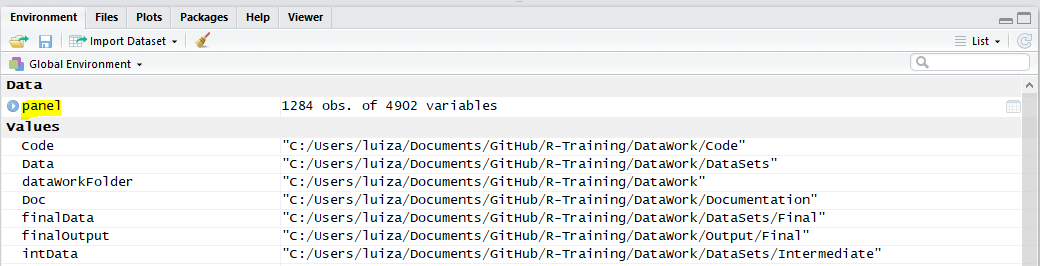 Environment Files Plots Packages Help Viewer
Import Dataset List
Global Environment
Data
panel 1284 obs. of 4902 variables
Values
Code "C:/Users/luiza/Documents/GitHub/R-Training/DataWork/Code"
Data "C:/Users/luiza/Documents/GitHub/R-Training/DataWork/DataSets"
dataWorkFolder "C:/Users/luiza/Documents/GitHub/R-Training/DataWork"
Doc "C:/Users/luiza/Documents/GitHub/R-Training/DataWork/Documentation"
finalData "C:/Users/luiza/Documents/GitHub/R-Training/DataWork/DataSets/Final"
finalOutput "C:/Users/luiza/Documents/GitHub/R-Training/DataWork/Output/Final"
intData "C:/Users/luiza/Documents/GitHub/R-Training/DataWork/DataSets/Intermediate"